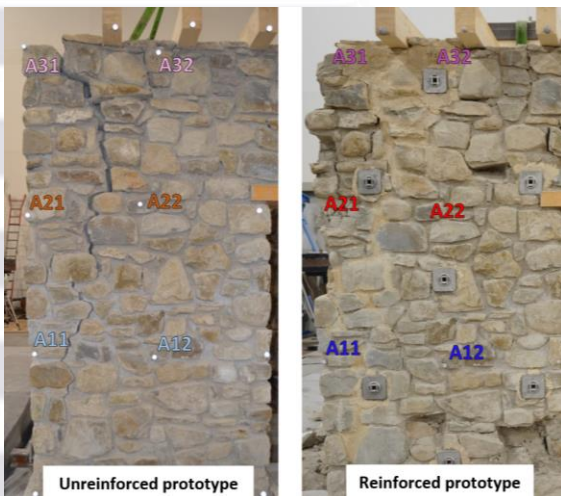 A31 A32
A21 A22
A11 A12
Unreinforced prototype
A31 A32
A21 A22
A11 A12
Reinforced prototype